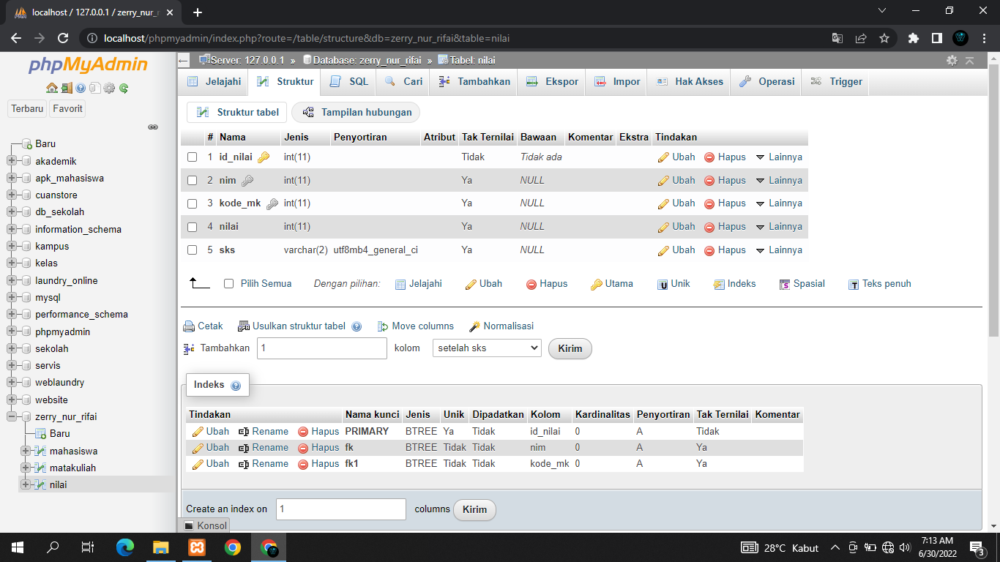 localhost / 127.0.0.1 / zerry_nur_r
localhost/phpmyadmin/index.php?route=/table/structure&db=zerry_nur_rifai&table=nilai
phpMyAdmin
Terbaru Favorit
Baru
akademik
apk_mahasiswa
cuanstore
db_sekolah
information_schema
kampus
kelas
laundry_online
mysql
performance_schema
phpmyadmin
sekolah
servis
weblaundry
website
zerry_nur_rifai
Baru
mahasiswa
matakuliah
nilai
Server: 127.0.0.1 » Database: zerry_nur_rifai » Tabel: nilai
Jelajahi Struktur SQL Cari Tambahkan Ekspor Impor Hak Akses Operasi Trigger
Struktur tabel Tampilan hubungan
# Nama Jenis Penyortiran Atribut Tak Ternilai Bawaan Komentar Ekstra Tindakan
1 id_nilai int(11) Tidak Tidak ada Ubah Hapus Lainnya
2 nim int(11) Ya NULL Ubah Hapus Lainnya
3 kode_mk int(11) Ya NULL Ubah Hapus Lainnya
4 nilai int(11) Ya NULL Ubah Hapus Lainnya
5 sks varchar(2) utf8mb4_general_ci Ya NULL Ubah Hapus Lainnya
Pilih Semua Dengan pilihan: Jelajahi Ubah Hapus Utama Unik Indeks Spasial Teks penuh
Cetak Usulkan struktur tabel Move columns Normalisasi
Tambahkan 1 kolom setelah sks Kirim
Indeks
Tindakan Nama kunci Jenis Unik Dipadatkan Kolom Kardinalitas Penyortiran Tak Ternilai Komentar
Ubah Rename Hapus PRIMARY BTREE Ya Tidak id_nilai 0 A Tidak
Ubah Rename Hapus fk BTREE Tidak Tidak nim 0 A Ya
Ubah Rename Hapus fk1 BTREE Tidak Tidak kode_mk 0 A Ya
Create an index on 1 columns Kirim
Konsol
28°C Kabut
7:13 AM
6/30/2022
3